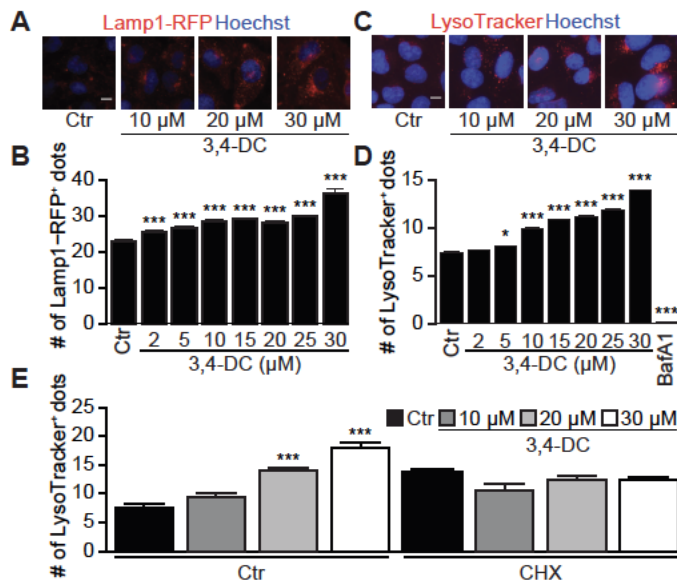 A
Lamp1-RFP Hoechst
Ctr
10 µM 20 µM 30 µM
3,4-DC
C
LysoTracker Hoechst
Ctr
10 µM 20 µM 30 µM
3,4-DC
B
# of Lamp1–RFP⁺ dots
40
30
20
10
0
*** *** *** *** *** *** ***
Ctr 2 5 10 15 20 25 30
3,4-DC (µM)
D
# of LysoTracker⁺ dots
15
10
5
0
* *** *** *** *** *** ***
Ctr 2 5 10 15 20 25 30 BafA1
3,4-DC (µM)
E
# of LysoTracker⁺ dots
25
20
15
10
5
0
Ctr 10 µM 20 µM 30 µM
3,4-DC
*** ***
Ctr CHX